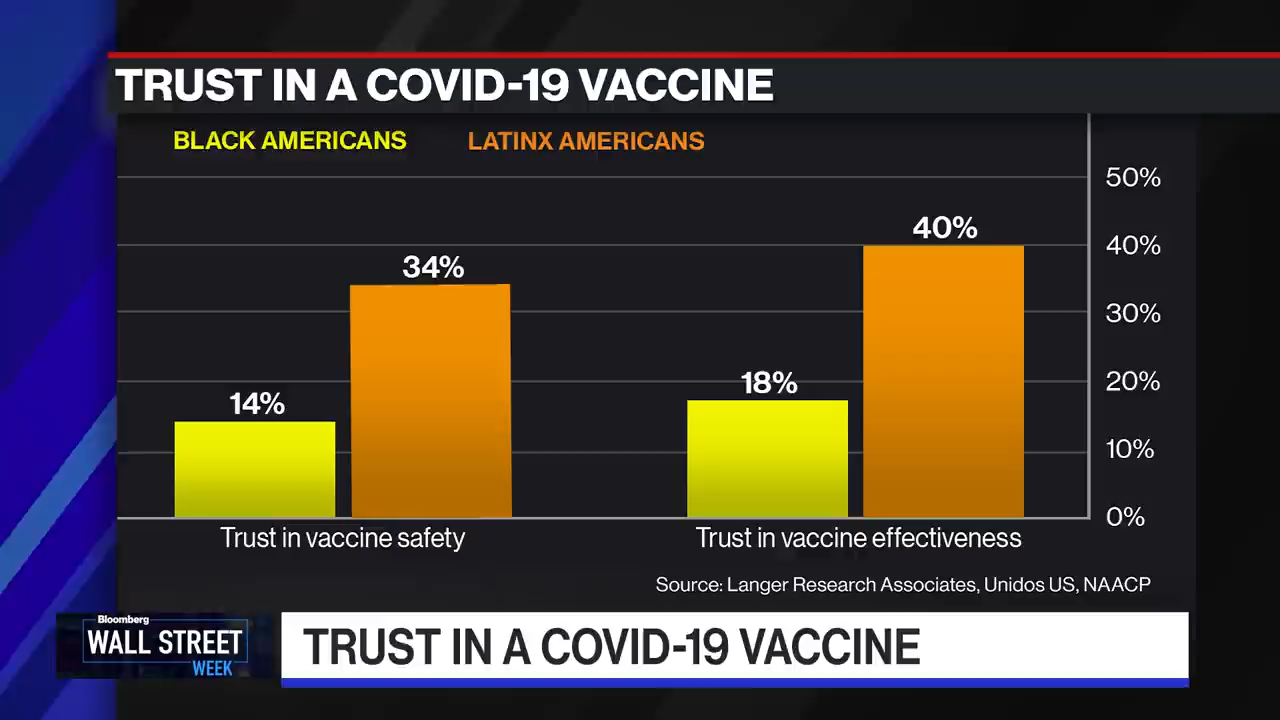 TRUST IN A COVID-19 VACCINE
BLACK AMERICANS LATINX AMERICANS
50%
40%
40%
34%
30%
18%
20%
14%
10%
0%
Trust in vaccine safety Trust in vaccine effectiveness
Source: Langer Research Associates, Unidos US, NAACP
Bloomberg
WALL STREET
WEEK
TRUST IN A COVID-19 VACCINE